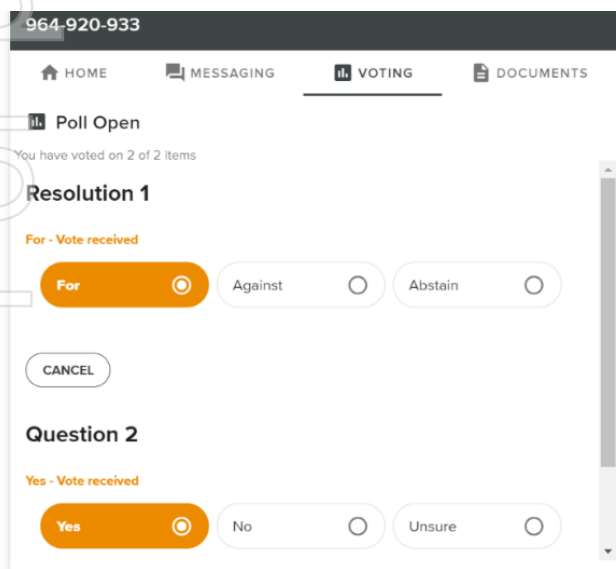 964-920-933
HOME MESSAGING VOTING DOCUMENTS
Poll Open
You have voted on 2 of 2 items
Resolution 1
For - Vote received
For Against Abstain
CANCEL
Question 2
Yes - Vote received
Yes No Unsure